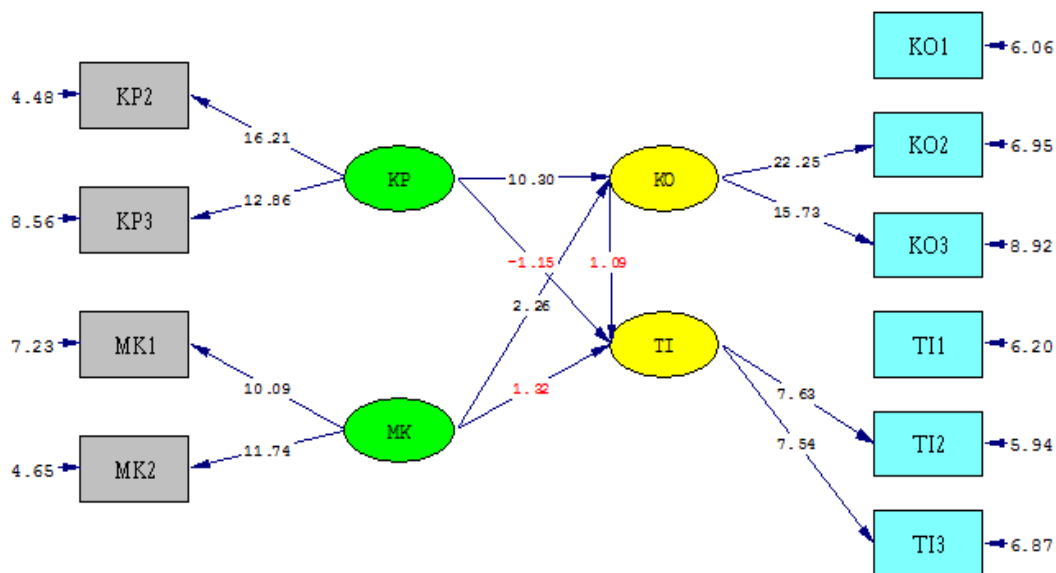 KO1
6.06
4.48
KP2
16.21
KO2
6.95
22.25
KP
10.30
KO
8.56
KP3
12.86
15.73
KO3
8.92
-1.15
1.09
2.26
7.23
MK1
TI
TI1
6.20
10.09
1.32
7.63
MK
7.54
TI2
5.94
4.65
MK2
11.74
TI3
6.87